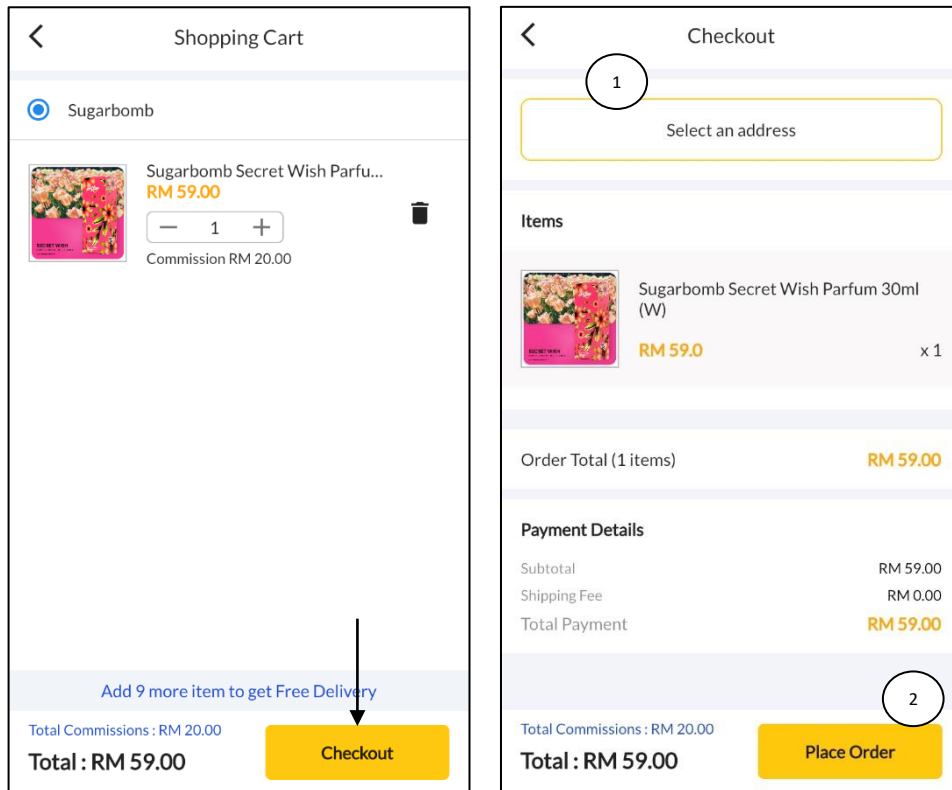 Shopping Cart
Sugarbomb
Sugarbomb Secret Wish Parfu...
RM 59.00
1
Commission RM 20.00
SECRET WISH
Add 9 more item to get Free Delivery
Total Commissions : RM 20.00
Total : RM 59.00
Checkout
Checkout
1
Select an address
Items
Sugarbomb Secret Wish Parfum 30ml
(W)
RM 59.0
x 1
SECRET WISH
Order Total (1 items)
RM 59.00
Payment Details
Subtotal
RM 59.00
Shipping Fee
RM 0.00
Total Payment
RM 59.00
2
Total Commissions : RM 20.00
Total : RM 59.00
Place Order